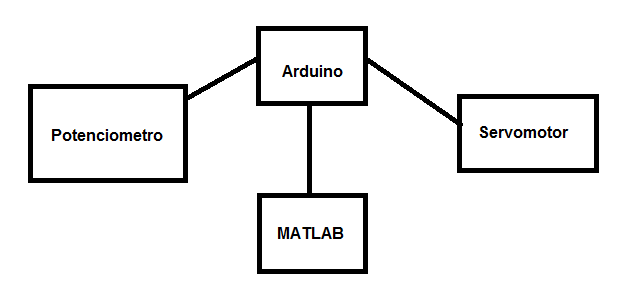 Arduino
Potenciometro
Servomotor
MATLAB